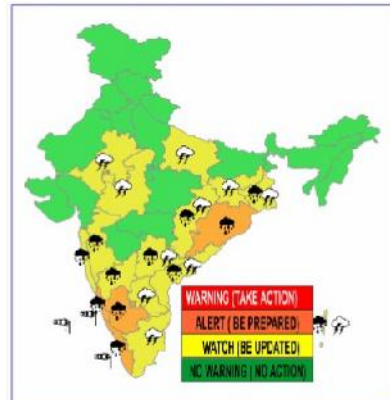 WARNING (TAKE ACTION)
ALERT ( BE PREPARED)
WATCH (BE UPDATED)
NO WARNING ( NO ACTION)